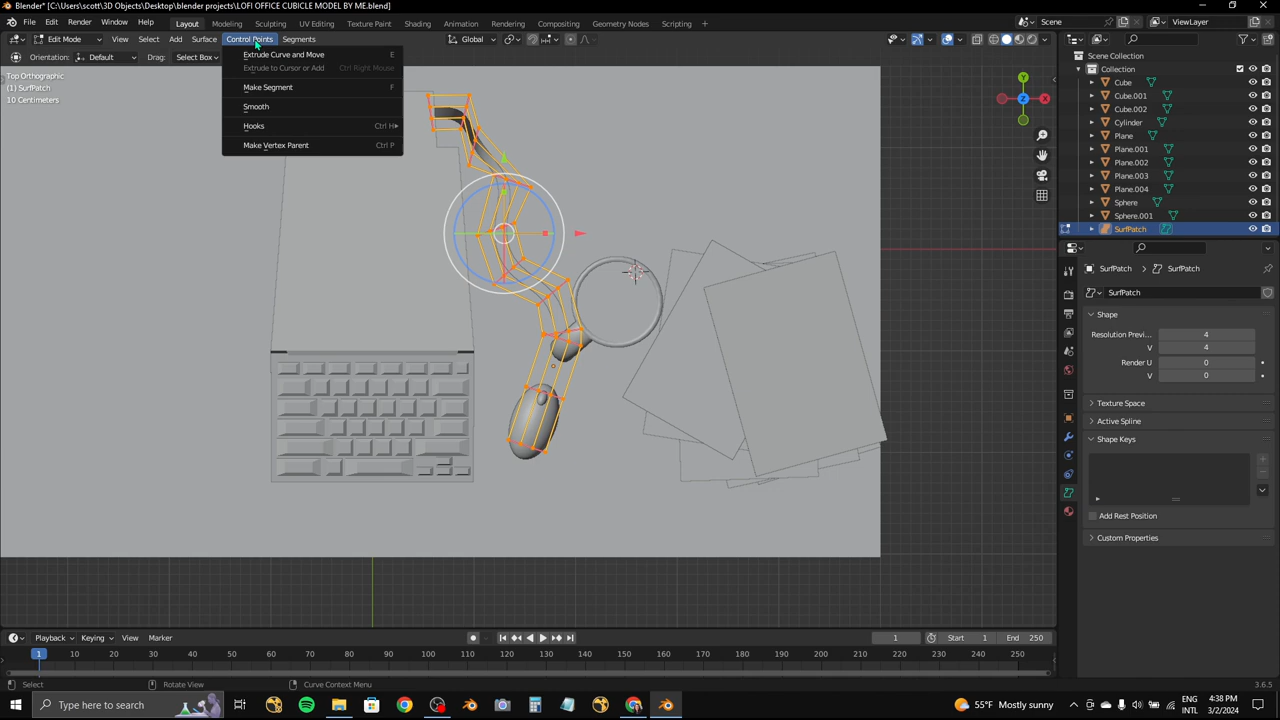 Blender* [C:\Users\scott\3D Objects\Desktop\blender projects\LOFI OFFICE CUBICLE MODEL BY ME.blend]
File Edit Render Window Help Layout Modeling Sculpting UV Editing Texture Paint Shading Animation Rendering Compositing Geometry Nodes Scripting + Scene ViewLayer
Edit Mode View Select Add Surface Control Points Segments Global
Orientation: Default Drag: Select Box
Extrude Curve and Move E
Extrude to Cursor or Add Ctrl Right Mouse
Make Segment F
Smooth
Hooks Ctrl H
Make Vertex Parent Ctrl P
Top Orthographic
(1) SurfPatch
10 Centimeters
Y
X
Z
Scene Collection
Collection
Cube
Cube.001
Cube.002
Cylinder
Plane
Plane.001
Plane.002
Plane.003
Plane.004
Sphere
Sphere.001
SurfPatch
SurfPatch > SurfPatch
SurfPatch
Shape
Resolution Previ... 4
V 4
Render U 0
V 0
Texture Space
Active Spline
Shape Keys
Add Rest Position
Custom Properties
Playback Keying View Marker 1 Start 1 End 250
1 10 20 30 40 50 60 70 80 90 100 110 120 130 140 150 160 170 180 190 200 210 220 230 240 250
Select Rotate View Curve Context Menu 3.6.5
Type here to search 55°F Mostly sunny ENG INTL 4:38 PM 3/2/2024